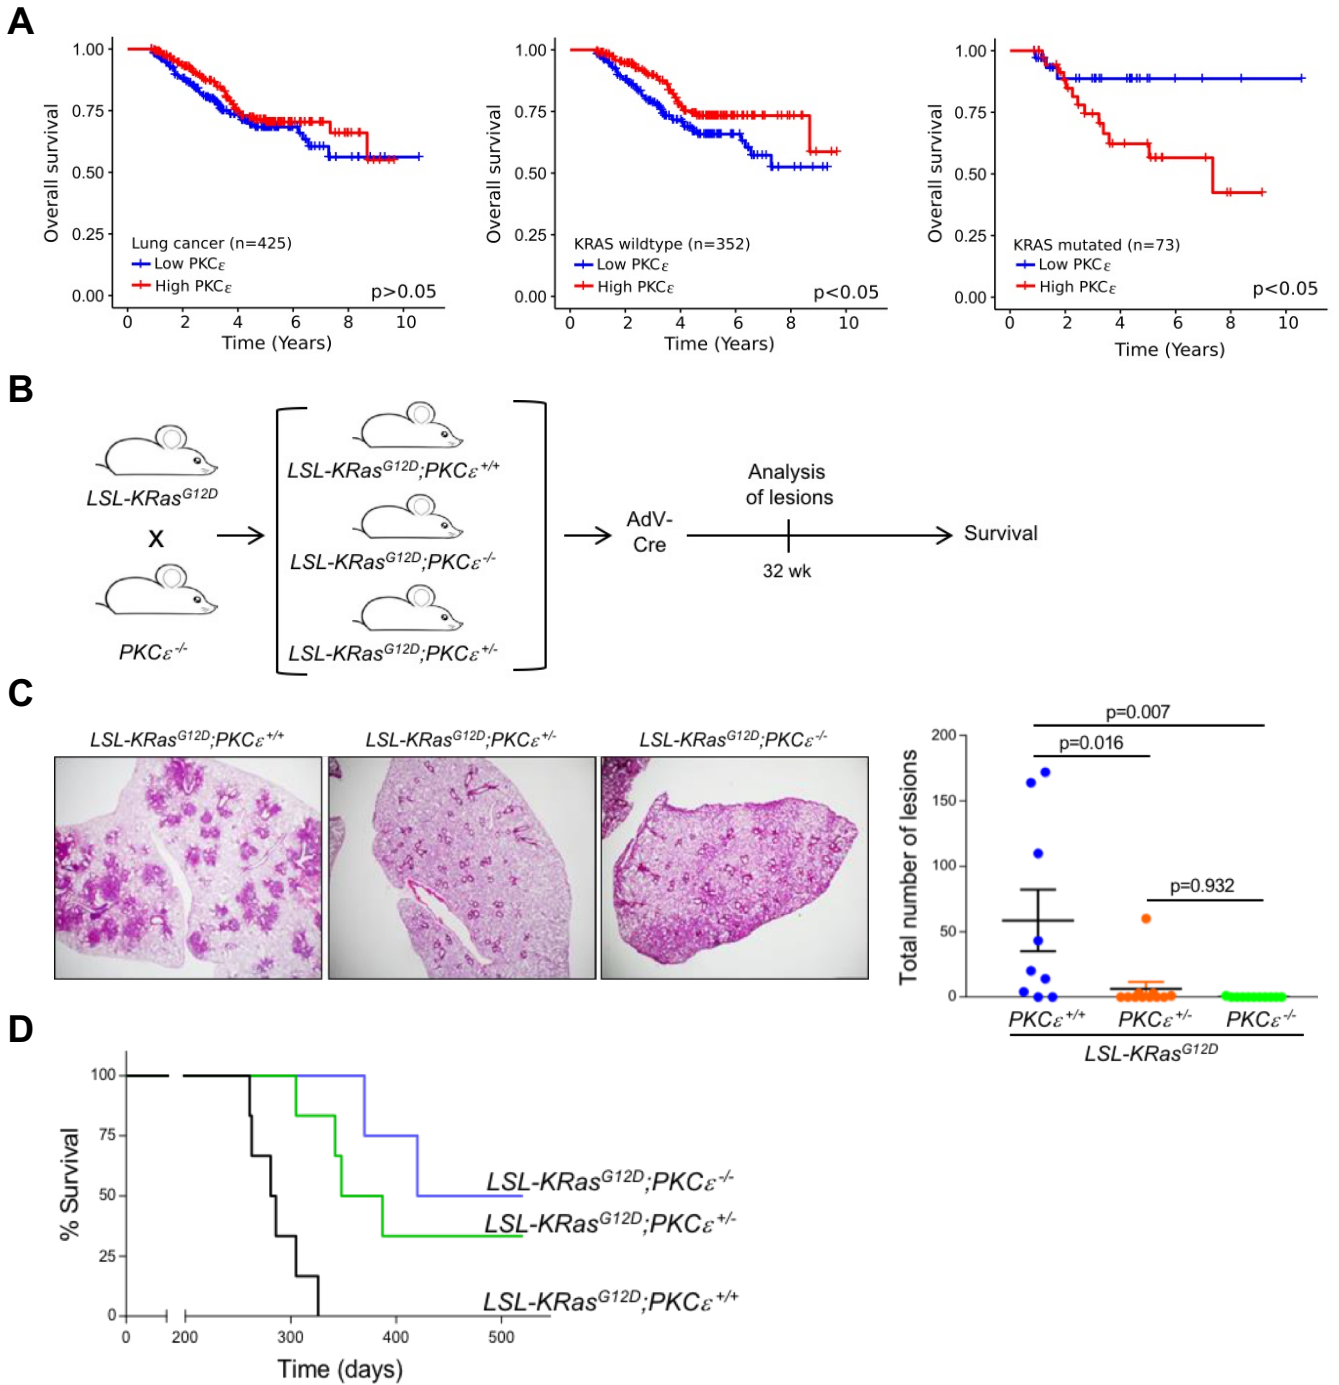 A
1.00
0.75
0.50
0.25
0.00
Overall survival
Lung cancer (n=425)
Low PKCε
High PKCε
p>0.05
0 2 4 6 8 10
Time (Years)
1.00
0.75
0.50
0.25
0.00
Overall survival
KRAS wildtype (n=352)
Low PKCε
High PKCε
p<0.05
0 2 4 6 8 10
Time (Years)
1.00
0.75
0.50
0.25
0.00
Overall survival
KRAS mutated (n=73)
Low PKCε
High PKCε
p<0.05
0 2 4 6 8 10
Time (Years)
B
LSL-KRas^G12D
X
PKCε^-/-
LSL-KRas^G12D;PKCε^+/+
LSL-KRas^G12D;PKCε^-/-
LSL-KRas^G12D;PKCε^+/-
AdV-
Cre
Analysis
of lesions
32 wk
Survival
C
LSL-KRas^G12D;PKCε^+/+
LSL-KRas^G12D;PKCε^+/-
LSL-KRas^G12D;PKCε^-/-
Total number of lesions
200
150
100
50
0
p=0.007
p=0.016
p=0.932
PKCε^+/+ PKCε^+/- PKCε^-/-
LSL-KRas^G12D
D
% Survival
100
75
50
25
0
LSL-KRas^G12D;PKCε^-/-
LSL-KRas^G12D;PKCε^+/-
LSL-KRas^G12D;PKCε^+/+
0 200 300 400 500
Time (days)